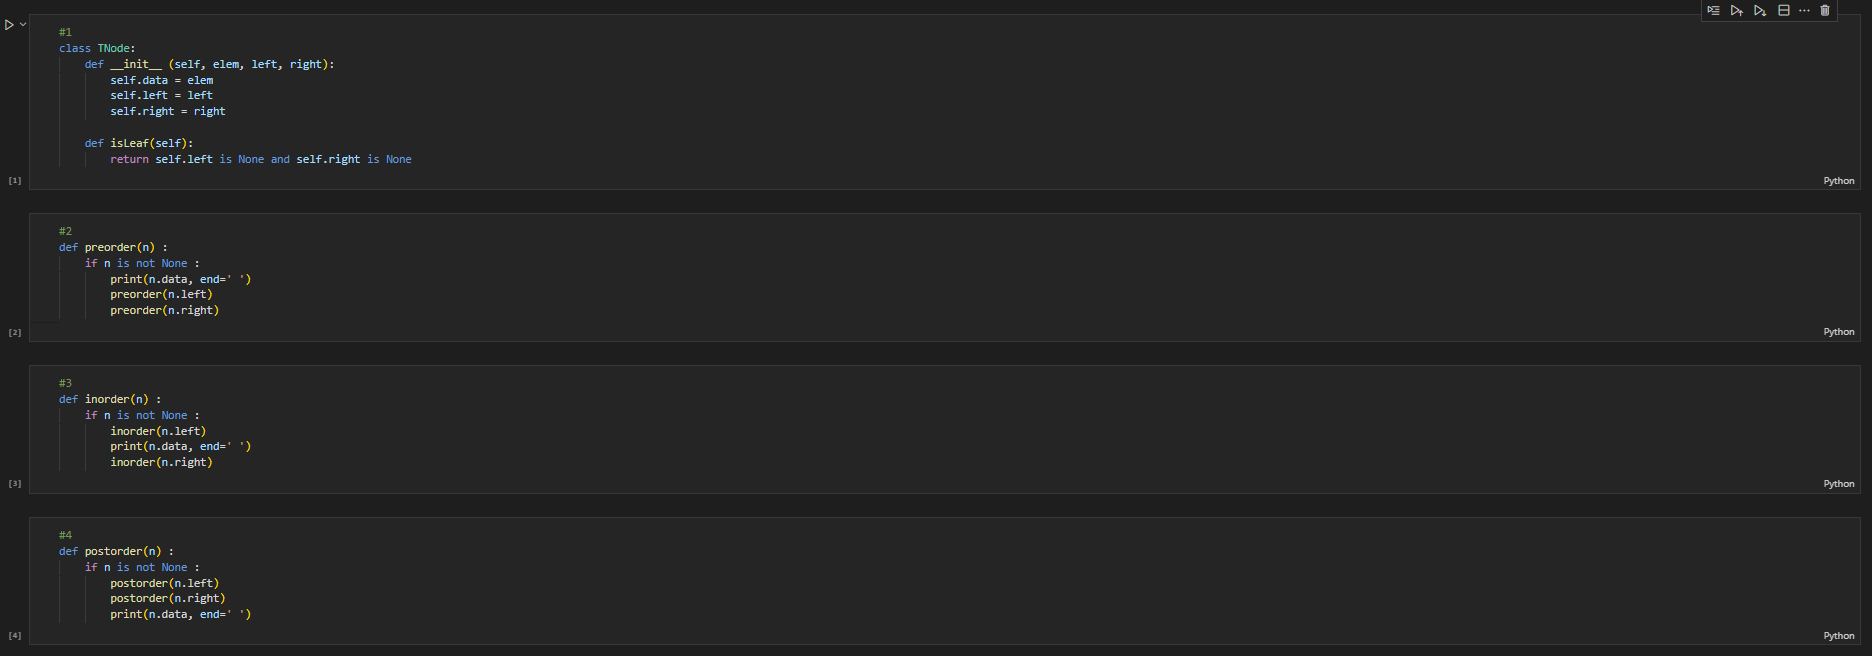 #1
class TNode:
    def __init__ (self, elem, left, right):
        self.data = elem
        self.left = left
        self.right = right
    def isLeaf(self):
        return self.left is None and self.right is None
[1]
Python
#2
def preorder(n) :
    if n is not None :
        print(n.data, end=' ')
        preorder(n.left)
        preorder(n.right)
[2]
Python
#3
def inorder(n) :
    if n is not None :
        inorder(n.left)
        print(n.data, end=' ')
        inorder(n.right)
[3]
Python
#4
def postorder(n) :
    if n is not None :
        postorder(n.left)
        postorder(n.right)
        print(n.data, end=' ')
[4]
Python